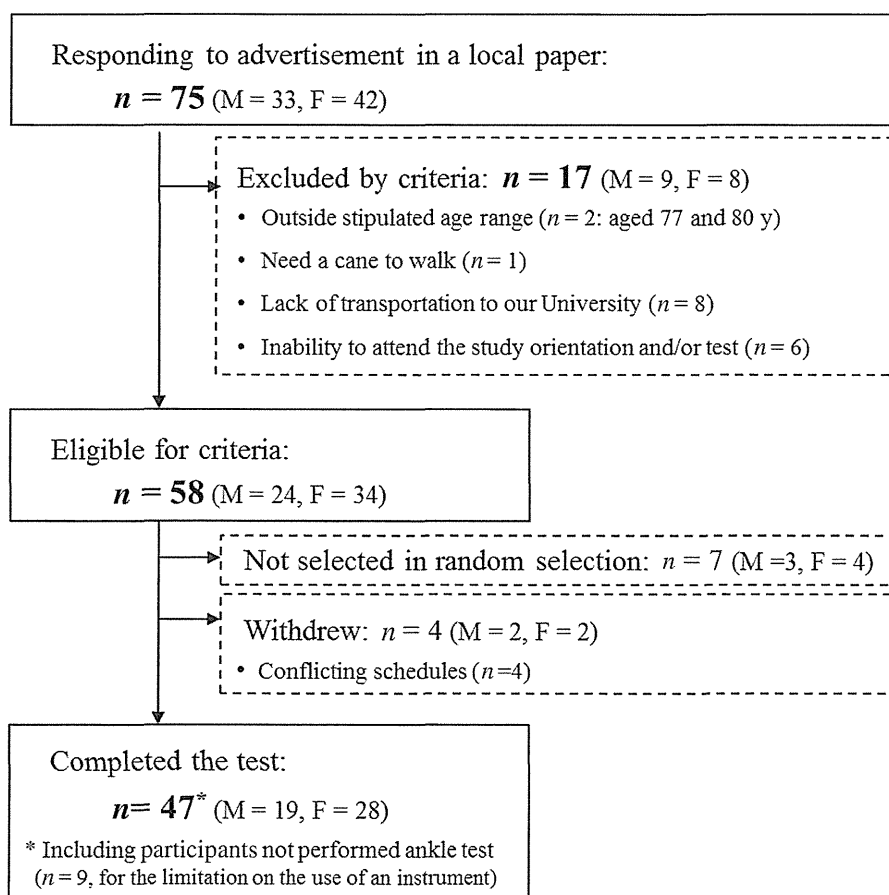 Responding to advertisement in a local paper:
n = 75 (M = 33, F = 42)
Excluded by criteria: n = 17 (M = 9, F = 8)
• Outside stipulated age range (n = 2: aged 77 and 80 y)
• Need a cane to walk (n = 1)
• Lack of transportation to our University (n = 8)
• Inability to attend the study orientation and/or test (n = 6)
Eligible for criteria:
n = 58 (M = 24, F = 34)
Not selected in random selection: n = 7 (M =3, F = 4)
Withdrew: n = 4 (M = 2, F = 2)
• Conflicting schedules (n =4)
Completed the test:
n= 47* (M = 19, F = 28)
* Including participants not performed ankle test
(n = 9, for the limitation on the use of an instrument)